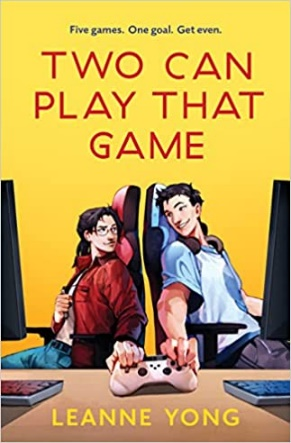 Five games. One goal. Get even.
TWO CAN
PLAY THAT
GAME
LEANNE YONG